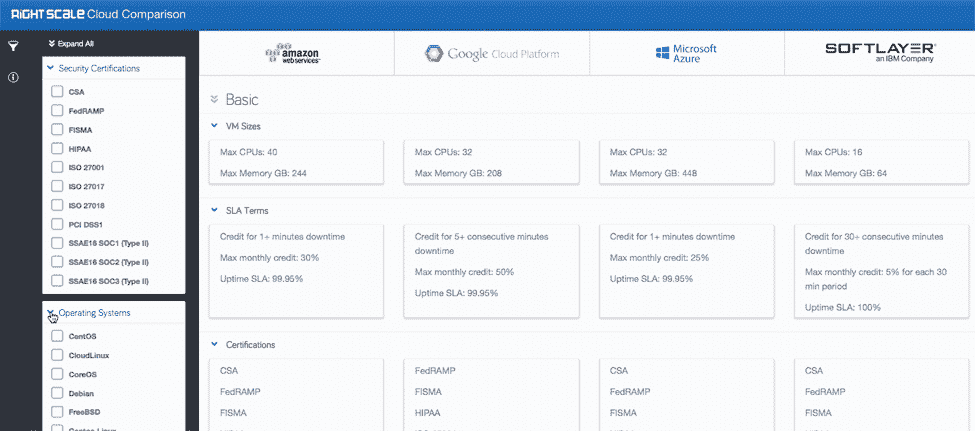 RIGHTSCALE Cloud Comparison
Expand All
Security Certifications
CSA
FedRAMP
FISMA
HIPAA
ISO 27001
ISO 27017
ISO 27018
PCI DSS1
SSAE16 SOC1 (Type II)
SSAE16 SOC2 (Type II)
SSAE16 SOC3 (Type II)
Operating Systems
CentOS
CloudLinux
CoreOS
Debian
FreeBSD
amazon
web services™
Google Cloud Platform
Microsoft
Azure
SOFTLAYER®
an IBM Company
Basic
VM Sizes
Max CPUs: 40
Max Memory GB: 244
Max CPUs: 32
Max Memory GB: 208
Max CPUs: 32
Max Memory GB: 448
Max CPUs: 16
Max Memory GB: 64
SLA Terms
Credit for 1+ minutes downtime
Max monthly credit: 30%
Uptime SLA: 99.95%
Credit for 5+ consecutive minutes
downtime
Max monthly credit: 50%
Uptime SLA: 99.95%
Credit for 1+ minutes downtime
Max monthly credit: 25%
Uptime SLA: 99.95%
Credit for 30+ consecutive minutes
downtime
Max monthly credit: 5% for each 30
min period
Uptime SLA: 100%
Certifications
CSA
FedRAMP
FISMA
FedRAMP
FISMA
HIPAA
CSA
FedRAMP
FISMA
CSA
FedRAMP
FISMA